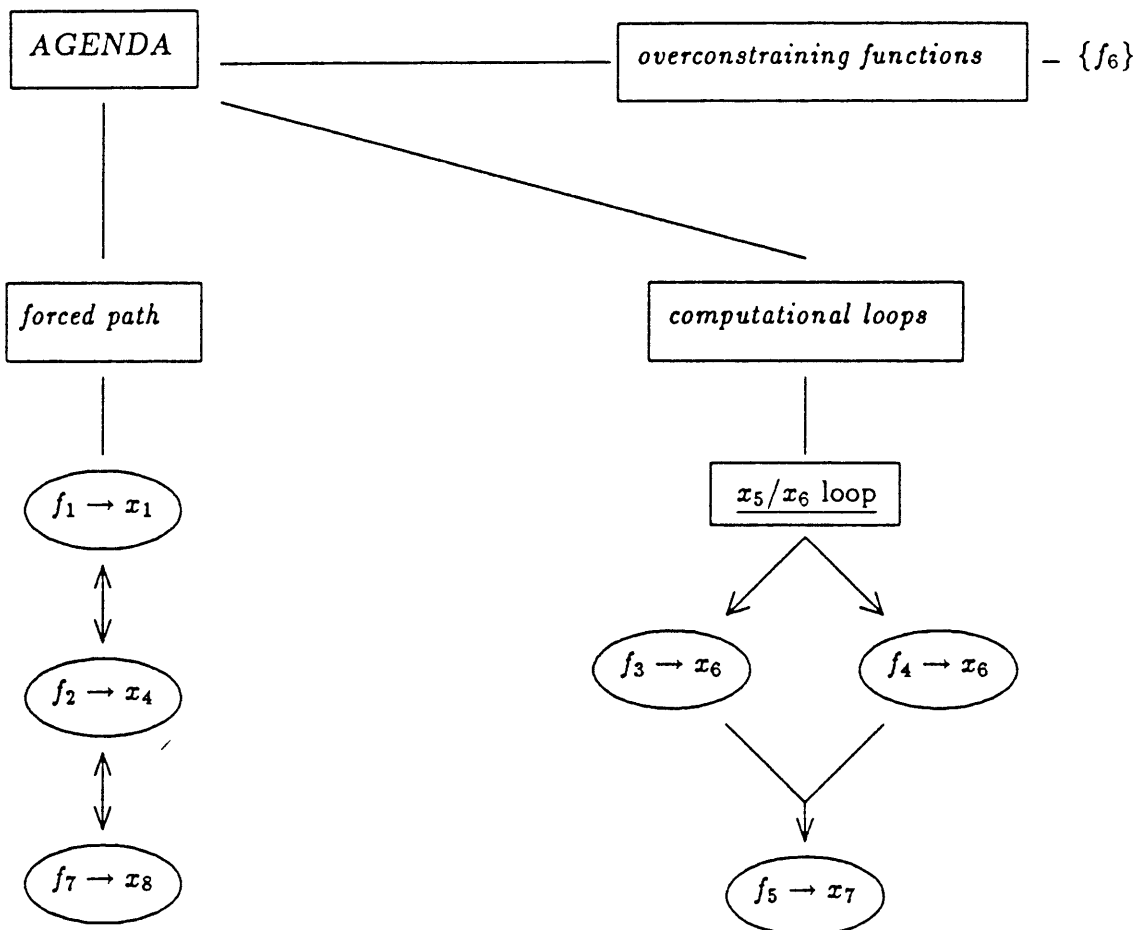 AGENDA
overconstraining functions – {f₆}
forced path
computational loops
x₅/x₆ loop
f₁ → x₁
f₂ → x₄
f₃ → x₆
f₄ → x₆
f₇ → x₈
f₅ → x₇